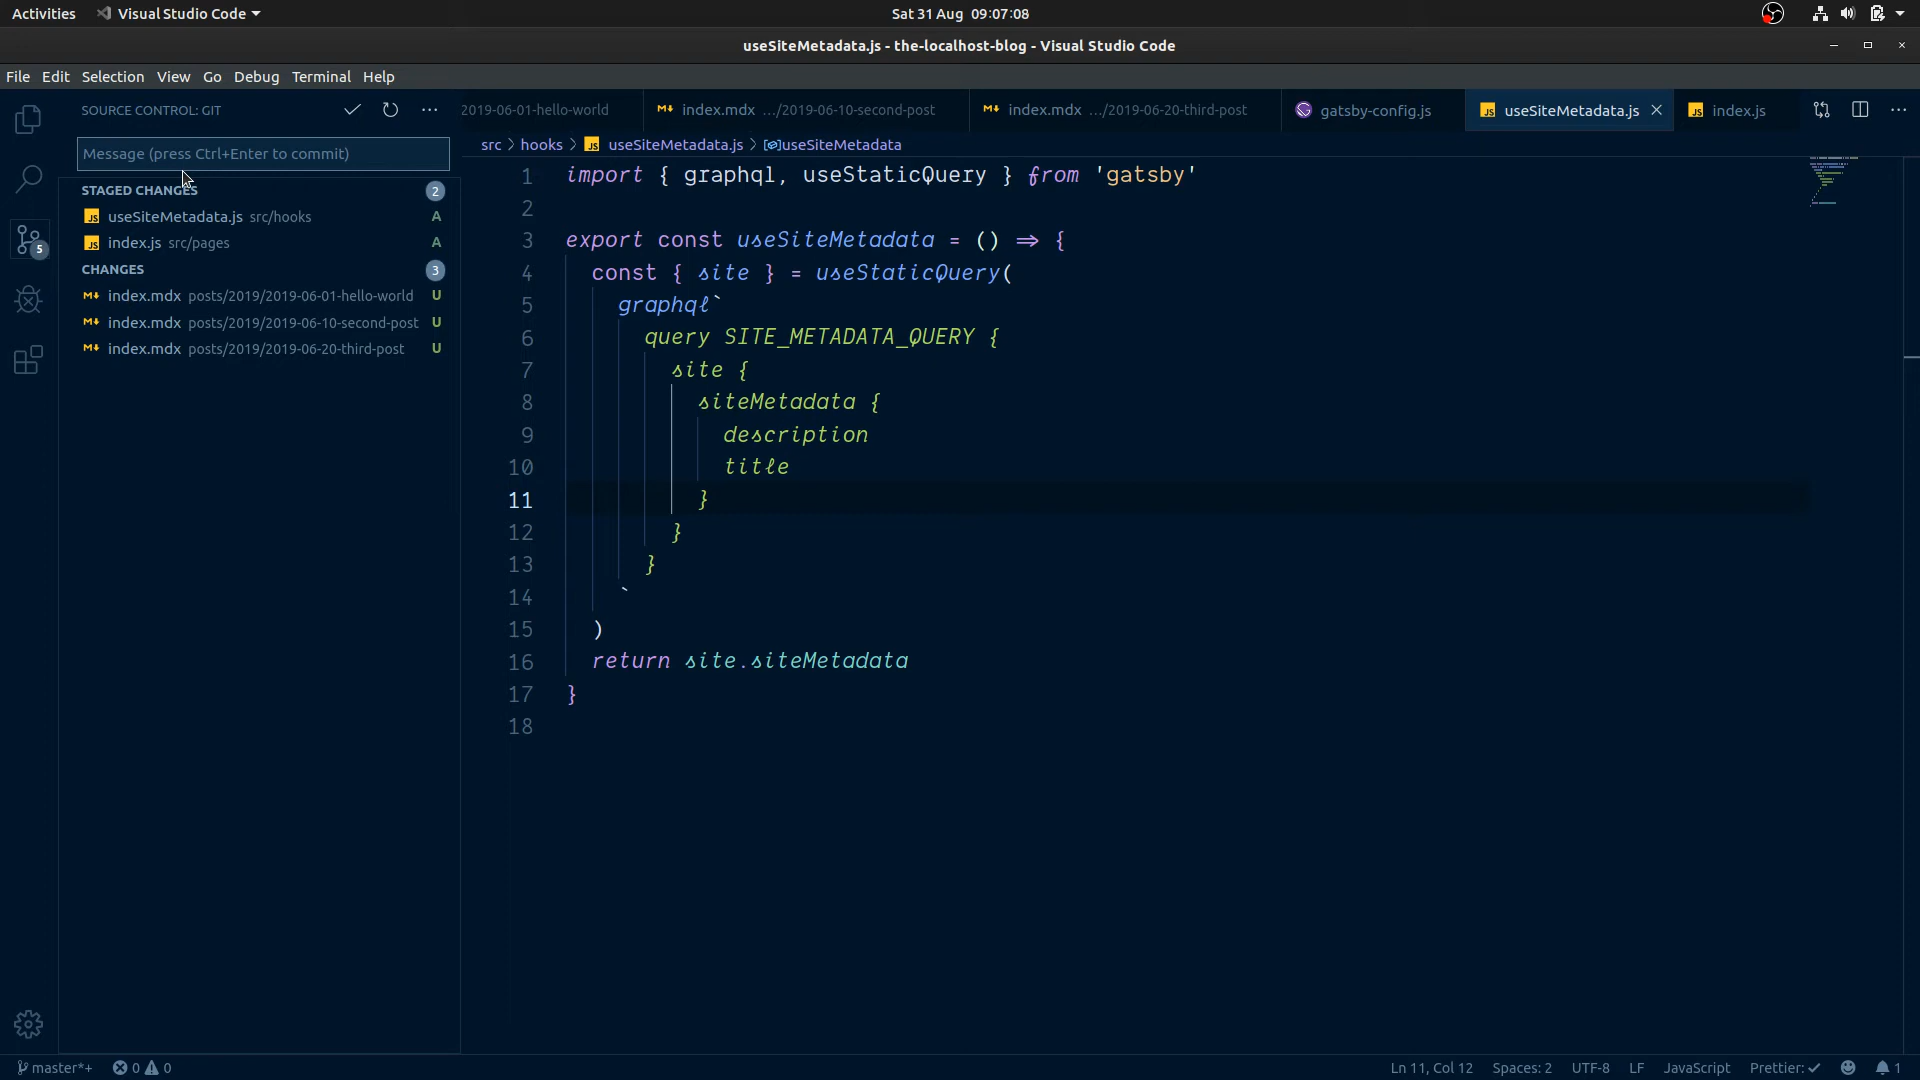 Activities Visual Studio Code Sat 31 Aug 09:07:08
useSiteMetadata.js - the-localhost-blog - Visual Studio Code
File Edit Selection View Go Debug Terminal Help
SOURCE CONTROL: GIT
Message (press Ctrl+Enter to commit)
STAGED CHANGES 2
JS useSiteMetadata.js src/hooks A
JS index.js src/pages A
CHANGES 3
M↓ index.mdx posts/2019/2019-06-01-hello-world U
M↓ index.mdx posts/2019/2019-06-10-second-post U
M↓ index.mdx posts/2019/2019-06-20-third-post U
5
2019-06-01-hello-world M↓ index.mdx .../2019-06-10-second-post M↓ index.mdx .../2019-06-20-third-post gatsby-config.js JS useSiteMetadata.js JS index.js
src > hooks > JS useSiteMetadata.js > useSiteMetadata
1 import { graphql, useStaticQuery } from 'gatsby'
2
3 export const useSiteMetadata = () => {
4 const { site } = useStaticQuery(
5 graphql`
6 query SITE_METADATA_QUERY {
7 site {
8 siteMetadata {
9 description
10 title
11 }
12 }
13 }
14 `
15 )
16 return site.siteMetadata
17 }
18
master*+ 0 0 Ln 11, Col 12 Spaces: 2 UTF-8 LF JavaScript Prettier: ✓ 1